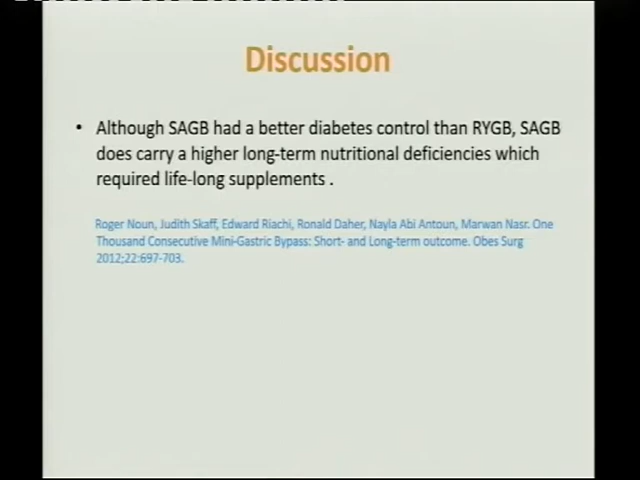 Discussion
• Although SAGB had a better diabetes control than RYGB, SAGB
does carry a higher long-term nutritional deficiencies which
required life-long supplements .
Roger Noun, Judith Skaff, Edward Riachi, Ronald Daher, Nayla Abi Antoun, Marwan Nasr. One
Thousand Consecutive Mini-Gastric Bypass: Short- and Long-term outcome. Obes Surg
2012;22:697-703.